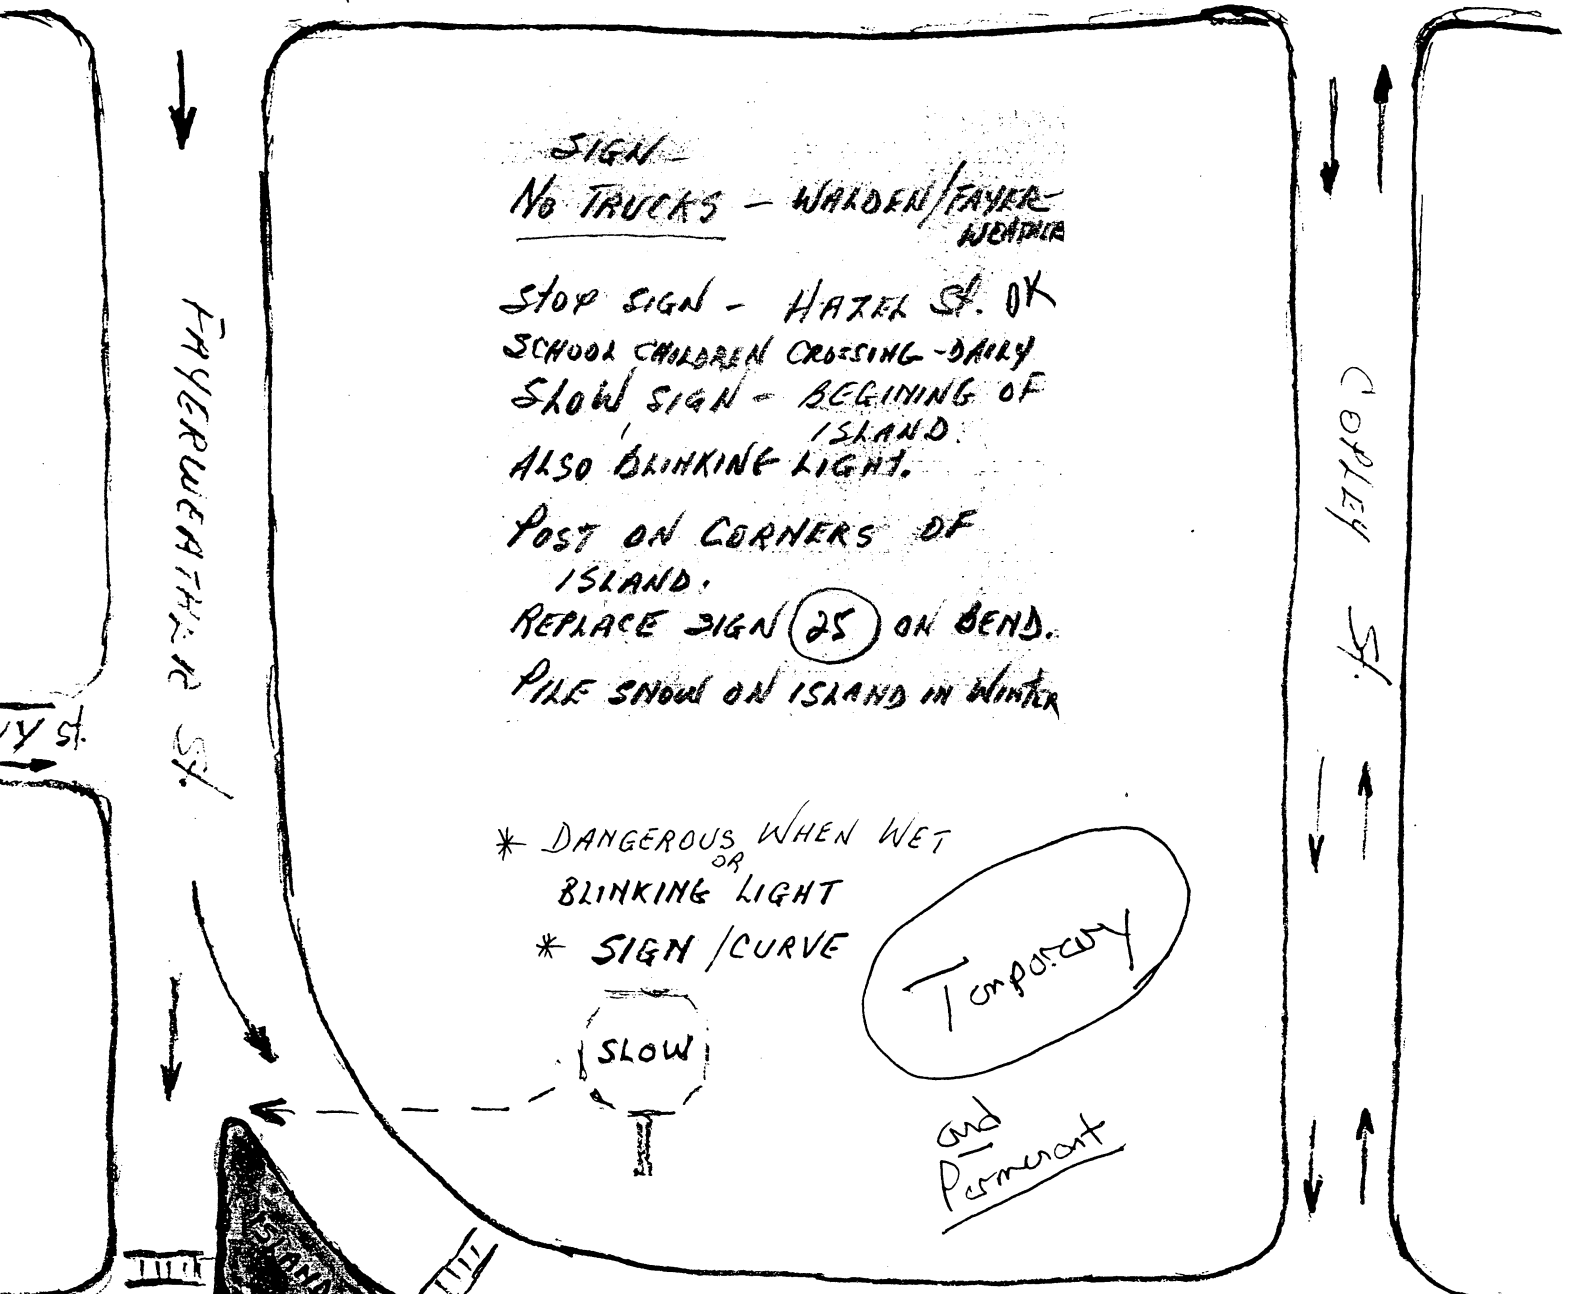 SIGN -
NO TRUCKS - WALDEN/FAYER-
WEATHER
STOP SIGN - HAZEL St. OK
SCHOOL CHILDREN CROSSING - DAILY
SLOW SIGN - BEGINING OF
ISLAND.
ALSO BLINKING LIGHT.
POST ON CORNERS OF
ISLAND.
REPLACE SIGN 25 ON BEND.
PILE SNOW ON ISLAND IN WINTER
* DANGEROUS WHEN WET
OR
BLINKING LIGHT
* SIGN / CURVE
SLOW
Temporary
and
Permenant
FAYERWEATHER St.
COPLEY St.
St.
ISLAND